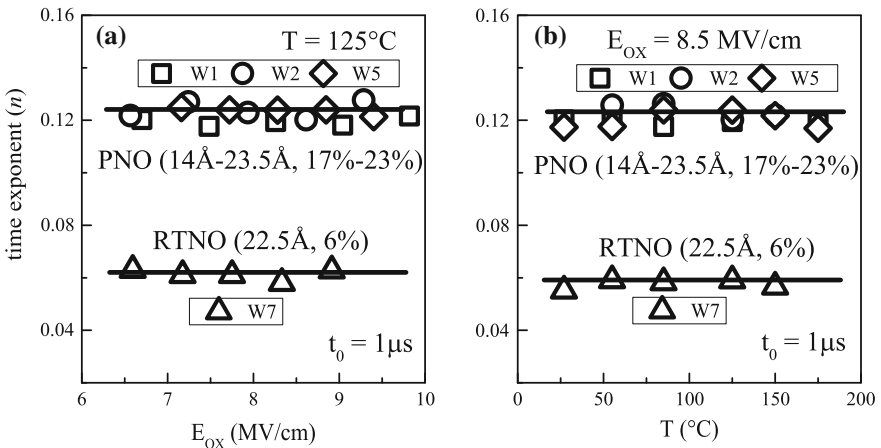 (a)
T = 125°C
W1 W2 W5
PNO (14Å-23.5Å, 17%-23%)
RTNO (22.5Å, 6%)
W7
t0 = 1μs
0.16
0.12
0.08
0.04
time exponent (n)
6 7 8 9 10
EOX (MV/cm)
(b)
EOX = 8.5 MV/cm
W1 W2 W5
PNO (14Å-23.5Å, 17%-23%)
RTNO (22.5Å, 6%)
W7
t0 = 1μs
0.16
0.12
0.08
0.04
0 50 100 150 200
T (°C)